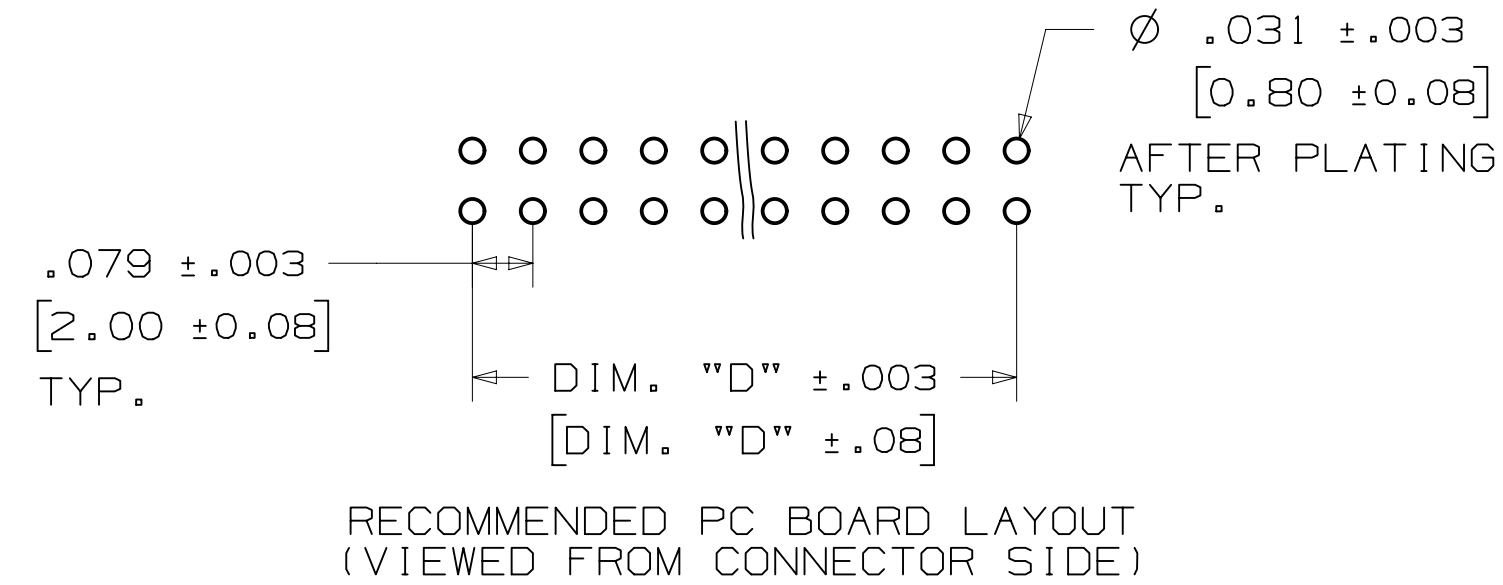 Ø .031 ±.003
[0.80 ±0.08]
AFTER PLATING
TYP.
.079 ±.003
[2.00 ±0.08]
TYP.
DIM. "D" ±.003
[DIM. "D" ±.08]
RECOMMENDED PC BOARD LAYOUT
(VIEWED FROM CONNECTOR SIDE)